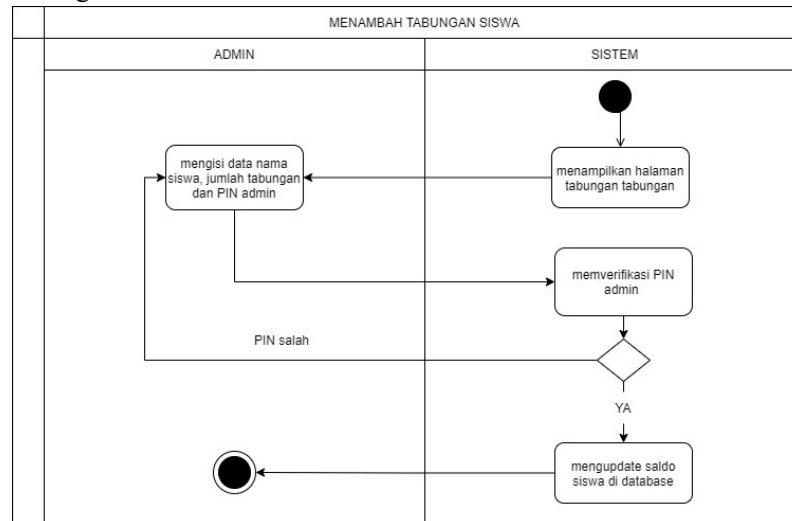 MENAMBAH TABUNGAN SISWA
ADMIN
SISTEM
mengisi data nama
siswa, jumlah tabungan
dan PIN admin
menampilkan halaman
tabungan tabungan
memverifikasi PIN
admin
PIN salah
YA
mengupdate saldo
siswa di database